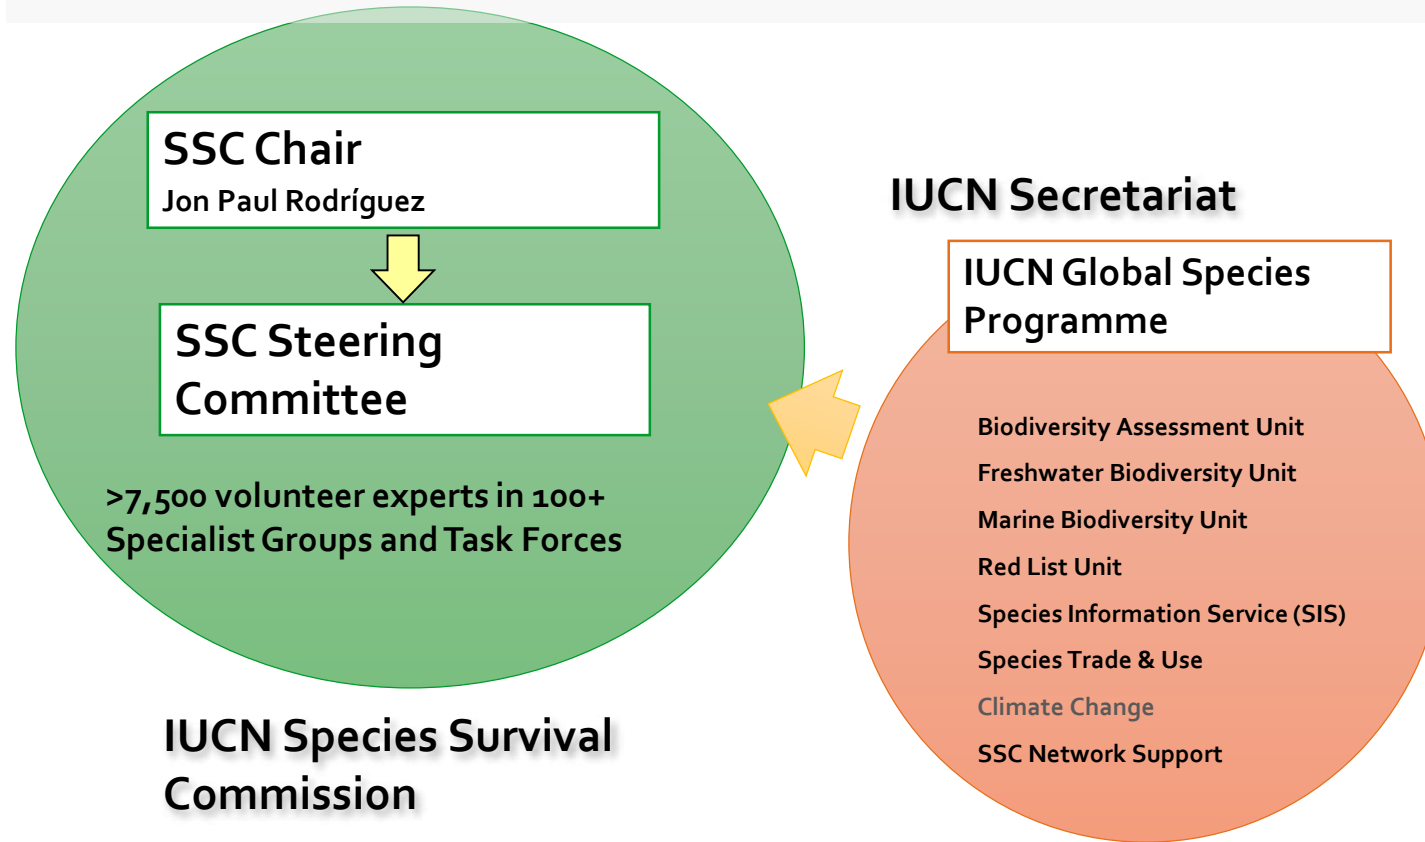 SSC Chair
Jon Paul Rodríguez
SSC Steering
Committee
>7,500 volunteer experts in 100+
Specialist Groups and Task Forces
IUCN Species Survival
Commission
IUCN Secretariat
IUCN Global Species
Programme
Biodiversity Assessment Unit
Freshwater Biodiversity Unit
Marine Biodiversity Unit
Red List Unit
Species Information Service (SIS)
Species Trade & Use
Climate Change
SSC Network Support